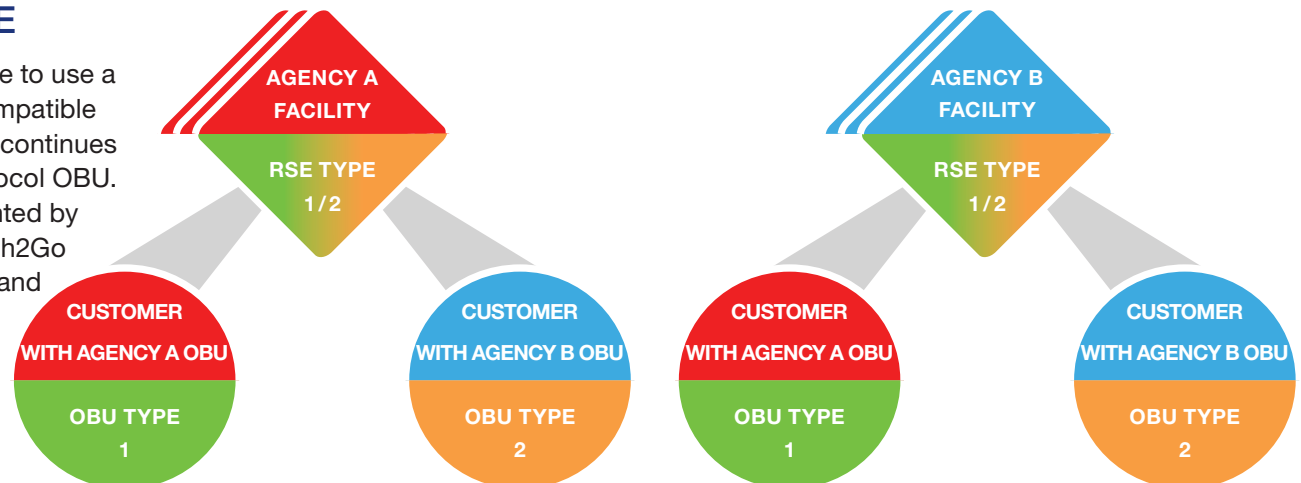 E
e to use a
mpatible
continues
ocol OBU.
nted by
h2Go
and
AGENCY A
FACILITY
RSE TYPE
1/2
CUSTOMER
WITH AGENCY A OBU
OBU TYPE
1
CUSTOMER
WITH AGENCY B OBU
OBU TYPE
2
AGENCY B
FACILITY
RSE TYPE
1/2
CUSTOMER
WITH AGENCY A OBU
OBU TYPE
1
CUSTOMER
WITH AGENCY B OBU
OBU TYPE
2